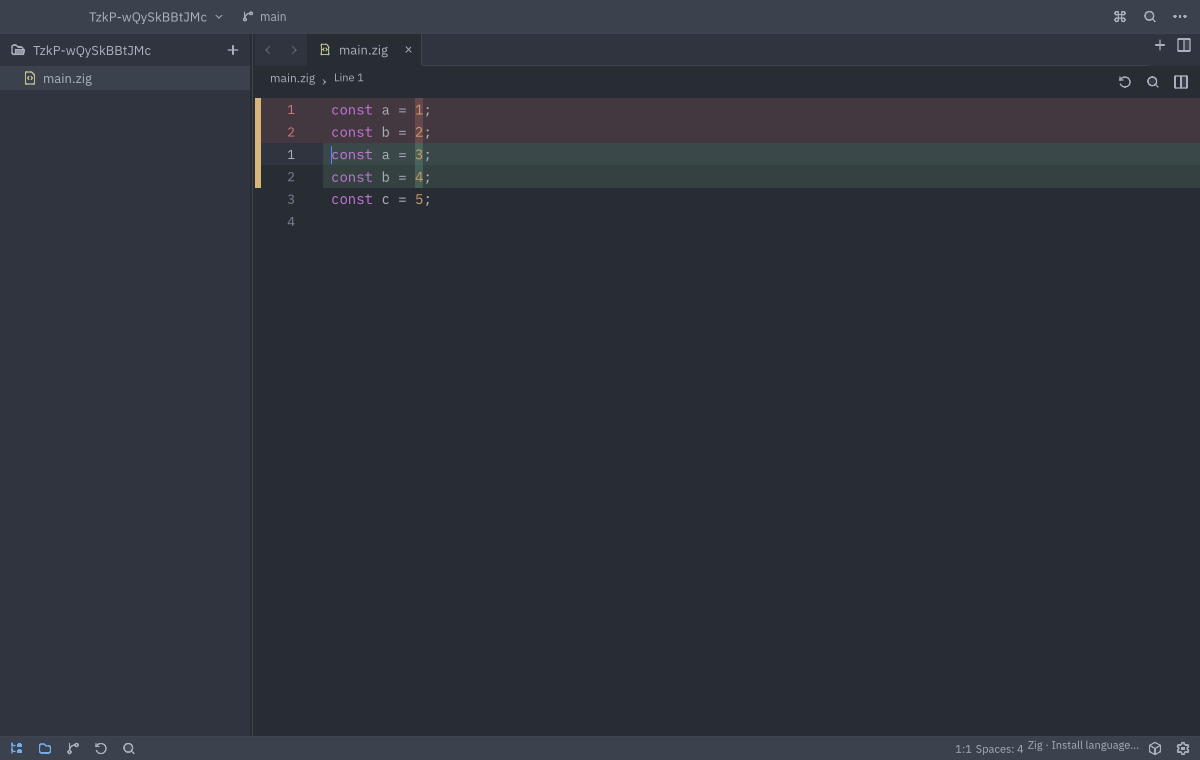 TzkP-wQySkBBtJMc main
TzkP-wQySkBBtJMc + main.zig ×
main.zig
main.zig › Line 1
1 const a = 1;
2 const b = 2;
1 const a = 3;
2 const b = 4;
3 const c = 5;
4
1:1 Spaces: 4 Zig · Install language...